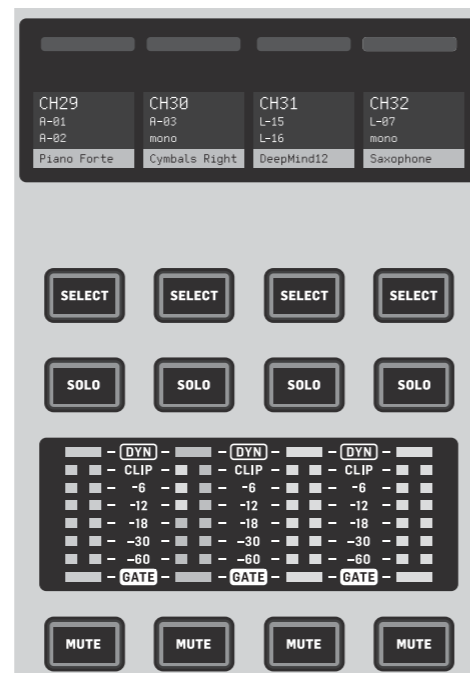 CH29 CH30 CH31 CH32
A-01 A-03 L-15 L-07
A-02 mono L-16 mono
Piano Forte Cymbals Right DeepMind12 Saxophone
SELECT SELECT SELECT SELECT
SOLO SOLO SOLO SOLO
DYN DYN DYN
CLIP CLIP CLIP
-6 -6 -6
-12 -12 -12
-18 -18 -18
-30 -30 -30
-60 -60 -60
GATE GATE GATE
MUTE MUTE MUTE MUTE